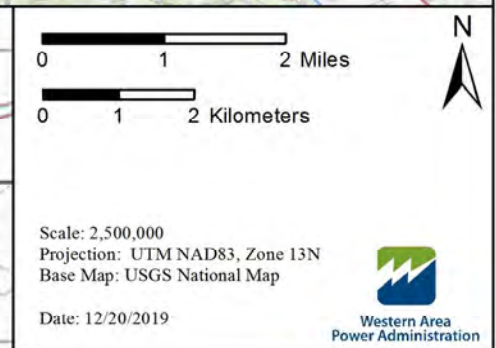 N
0 1 2 Miles
0 1 2 Kilometers
Scale: 2,500,000
Projection: UTM NAD83, Zone 13N
Base Map: USGS National Map
Date: 12/20/2019
Western Area
Power Administration